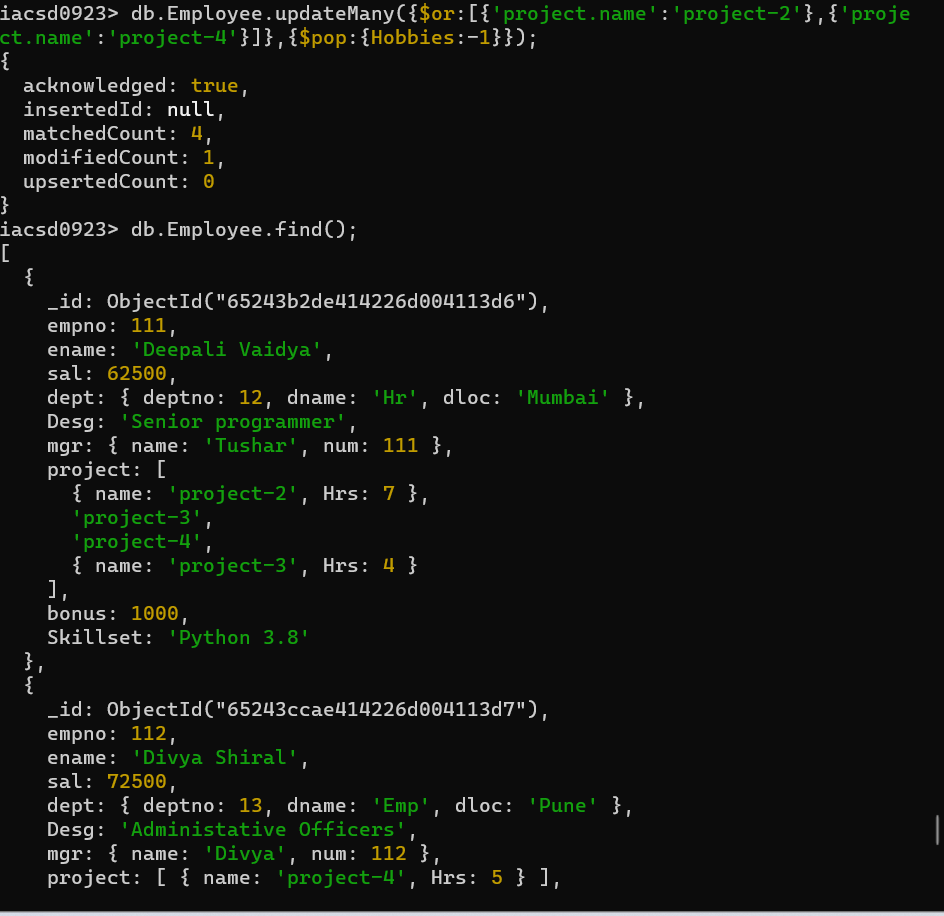 iacsd0923> db.Employee.updateMany({$or:[{'project.name':'project-2'},{'proje
ct.name':'project-4'}]},{$pop:{Hobbies:-1}});
{
  acknowledged: true,
  insertedId: null,
  matchedCount: 4,
  modifiedCount: 1,
  upsertedCount: 0
}
iacsd0923> db.Employee.find();
[
  {
    _id: ObjectId("65243b2de414226d004113d6"),
    empno: 111,
    ename: 'Deepali Vaidya',
    sal: 62500,
    dept: { deptno: 12, dname: 'Hr', dloc: 'Mumbai' },
    Desg: 'Senior programmer',
    mgr: { name: 'Tushar', num: 111 },
    project: [
      { name: 'project-2', Hrs: 7 },
      'project-3',
      'project-4',
      { name: 'project-3', Hrs: 4 }
    ],
    bonus: 1000,
    Skillset: 'Python 3.8'
  },
  {
    _id: ObjectId("65243ccae414226d004113d7"),
    empno: 112,
    ename: 'Divya Shiral',
    sal: 72500,
    dept: { deptno: 13, dname: 'Emp', dloc: 'Pune' },
    Desg: 'Administative Officers',
    mgr: { name: 'Divya', num: 112 },
    project: [ { name: 'project-4', Hrs: 5 } ],